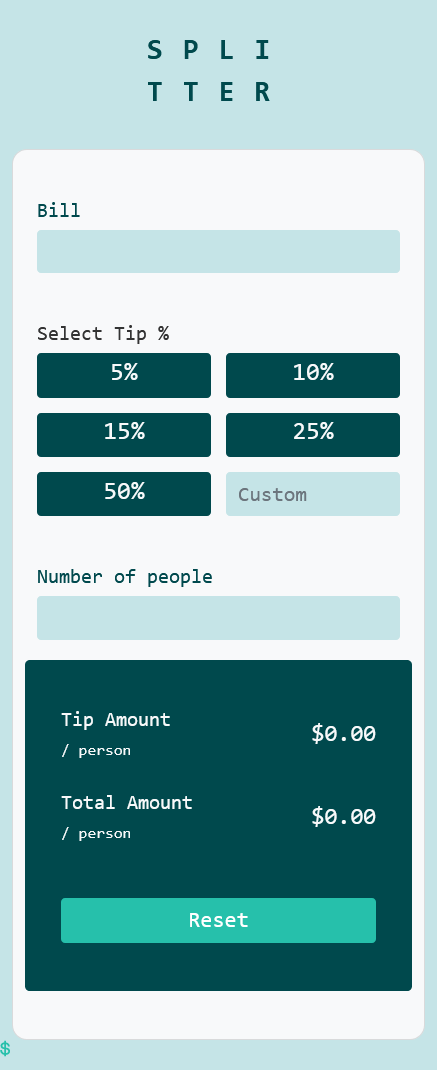 S P L I
T T E R
Bill
Select Tip %
5% 10%
15% 25%
50% Custom
Number of people
Tip Amount
/ person
$0.00
Total Amount
/ person
$0.00
Reset
$